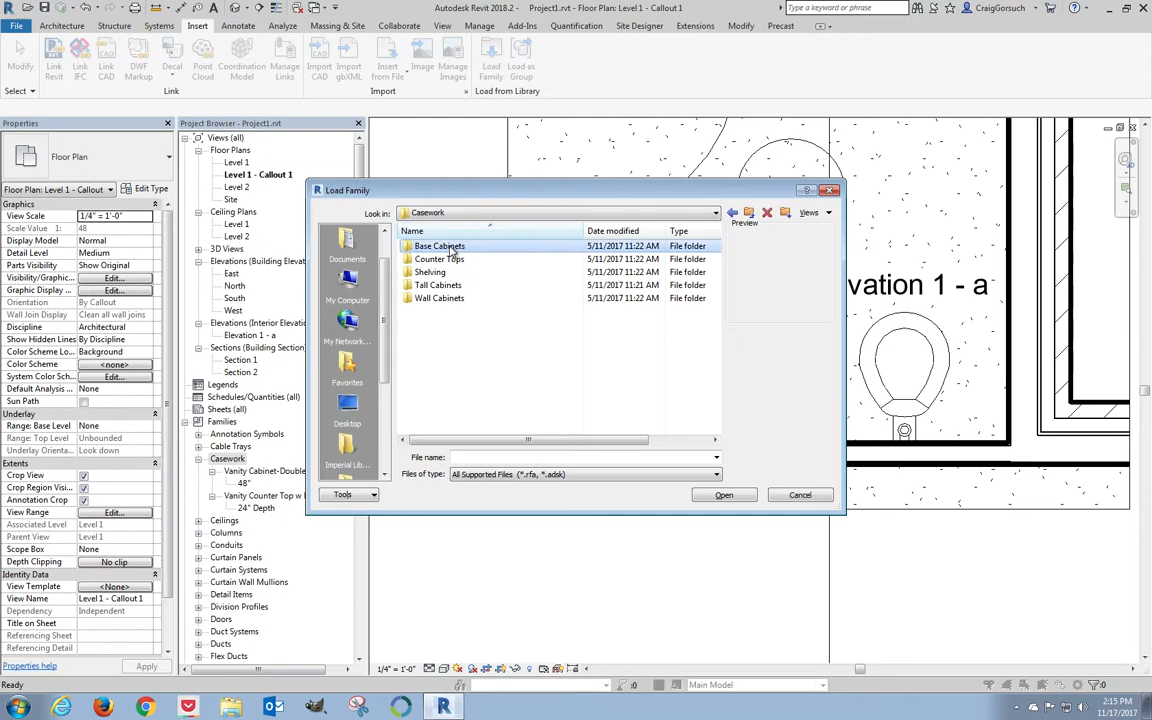 Autodesk Revit 2018.2 - Project1.rvt - Floor Plan: Level 1 - Callout 1
Type a keyword or phrase
CraigGorsuch
File Architecture Structure Systems Insert Annotate Analyze Massing & Site Collaborate View Manage Add-Ins Quantification Site Designer Extensions Modify Precast
Modify Link Revit Link IFC Link CAD DWF Markup Decal Point Cloud Coordination Model Manage Links Import CAD Import gbXML Insert from File Image Manage Images Load Family Load as Group
Select Link Import Load from Library
Properties
Floor Plan
Floor Plan: Level 1 - Callout Edit Type
Graphics
View Scale 1/4" = 1'-0"
Scale Value 1: 48
Display Model Normal
Detail Level Medium
Parts Visibility Show Original
Visibility/Graphic... Edit...
Graphic Display ... Edit...
Orientation By Callout
Wall Join Display Clean all wall joins
Discipline Architectural
Show Hidden Lines By Discipline
Color Scheme Lo... Background
Color Scheme <none>
System Color Sch... Edit...
Default Analysis ... None
Sun Path
Underlay
Range: Base Level None
Range: Top Level Unbounded
Underlay Orienta... Look down
Extents
Crop View
Crop Region Visi...
Annotation Crop
View Range Edit...
Associated Level Level 1
Parent View Level 1
Scope Box None
Depth Clipping No clip
Identity Data
View Template <None>
View Name Level 1 - Callout 1
Dependency Independent
Title on Sheet
Referencing Sheet
Referencing Detail
Properties help Apply
Project Browser - Project1.rvt
Views (all)
Floor Plans
Level 1
Level 1 - Callout 1
Level 2
Site
Ceiling Plans
Level 1
Level 2
3D Views
Elevations (Building Elevat
East
North
South
West
Elevations (Interior Elevati
Elevation 1 - a
Sections (Building Section)
Section 1
Section 2
Legends
Schedules/Quantities (all)
Sheets (all)
Families
Annotation Symbols
Cable Trays
Casework
Vanity Cabinet-Double
48"
Vanity Counter Top w
24" Depth
Ceilings
Columns
Conduits
Curtain Panels
Curtain Systems
Curtain Wall Mullions
Detail Items
Division Profiles
Doors
Duct Systems
Ducts
Flex Ducts
Load Family
Look in: Casework Views
Name Date modified Type Preview
Base Cabinets 5/11/2017 11:22 AM File folder
Counter Tops 5/11/2017 11:22 AM File folder
Shelving 5/11/2017 11:22 AM File folder
Tall Cabinets 5/11/2017 11:21 AM File folder
Wall Cabinets 5/11/2017 11:22 AM File folder
Documents
My Computer
My Network...
Favorites
Desktop
Imperial Lib...
File name:
Files of type: All Supported Files (*.rfa, *.adsk)
Tools Open Cancel
vation 1 - a
1/4" = 1'-0"
Ready :0 Main Model :0
2:15 PM
11/17/2017